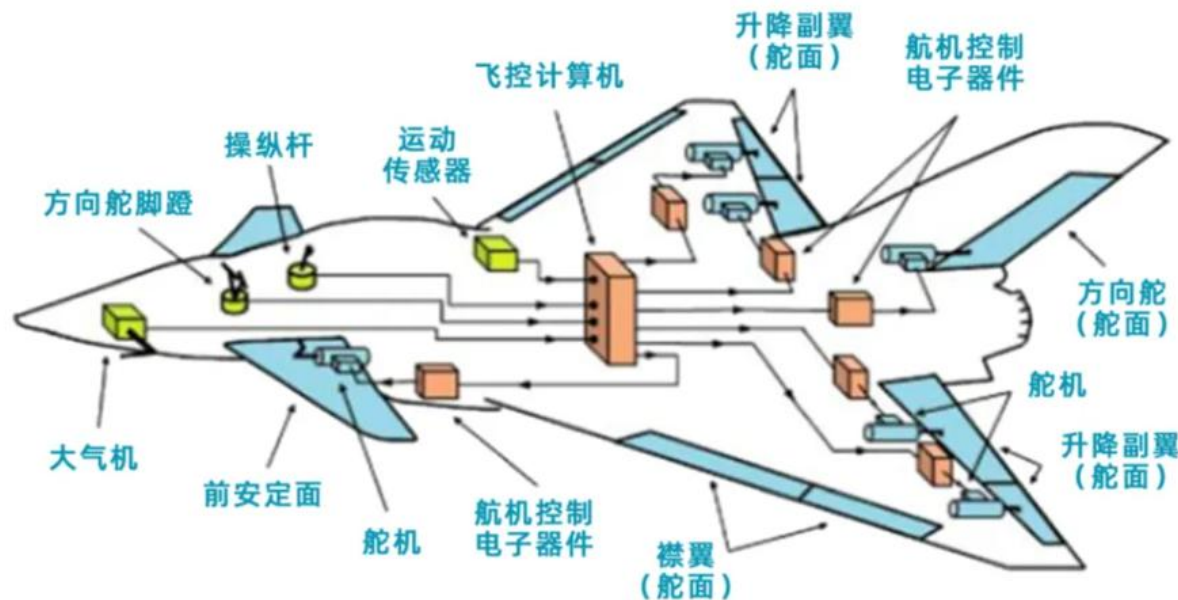 升降副翼
（舵面）
航机控制
电子器件
飞控计算机
运动
传感器
操纵杆
方向舵脚蹬
方向舵
（舵面）
舵机
升降副翼
（舵面）
大气机
前安定面
舵机
航机控制
电子器件
襟翼
（舵面）